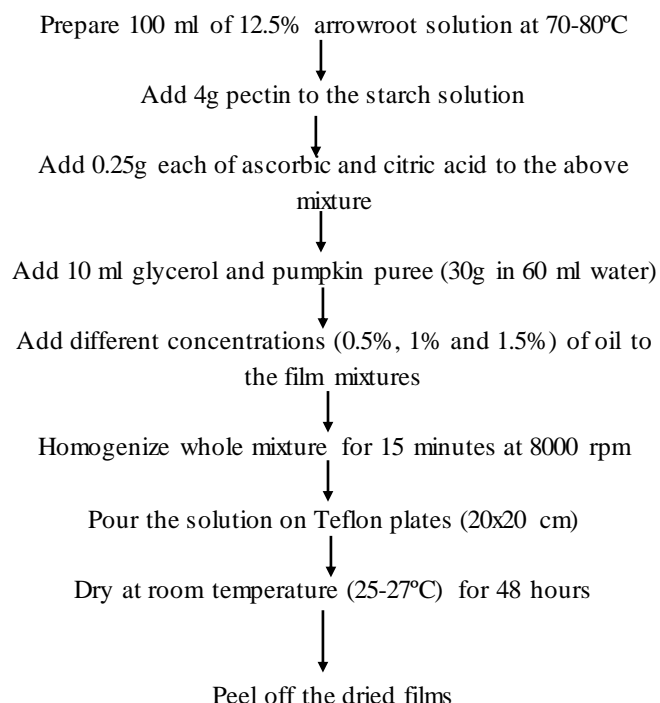 Prepare 100 ml of 12.5% arrowroot solution at 70-80ºC
Add 4g pectin to the starch solution
Add 0.25g each of ascorbic and citric acid to the above
mixture
Add 10 ml glycerol and pumpkin puree (30g in 60 ml water)
Add different concentrations (0.5%, 1% and 1.5%) of oil to
the film mixtures
Homogenize whole mixture for 15 minutes at 8000 rpm
Pour the solution on Teflon plates (20x20 cm)
Dry at room temperature (25-27ºC) for 48 hours
Peel off the dried films